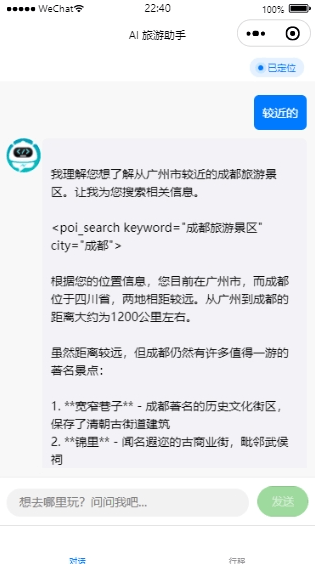 WeChat 22:40 100%
AI 旅游助手
已定位
较近的
我理解您想了解从广州市较近的成都旅游景
区。让我为您搜索相关信息。
<poi_search keyword="成都旅游景区"
city="成都">
根据您的位置信息，您目前在广州市，而成都
位于四川省，两地相距较远。从广州到成都的
距离大约为1200公里左右。
虽然距离较远，但成都仍然有许多值得一游的
著名景点：
1. **宽窄巷子** - 成都著名的历史文化街区，
保存了清朝古街道建筑
2. **锦里** - 闻名遐迩的古商业街，毗邻武侯
祠
想去哪里玩？问问我吧...
发送
对话 行程